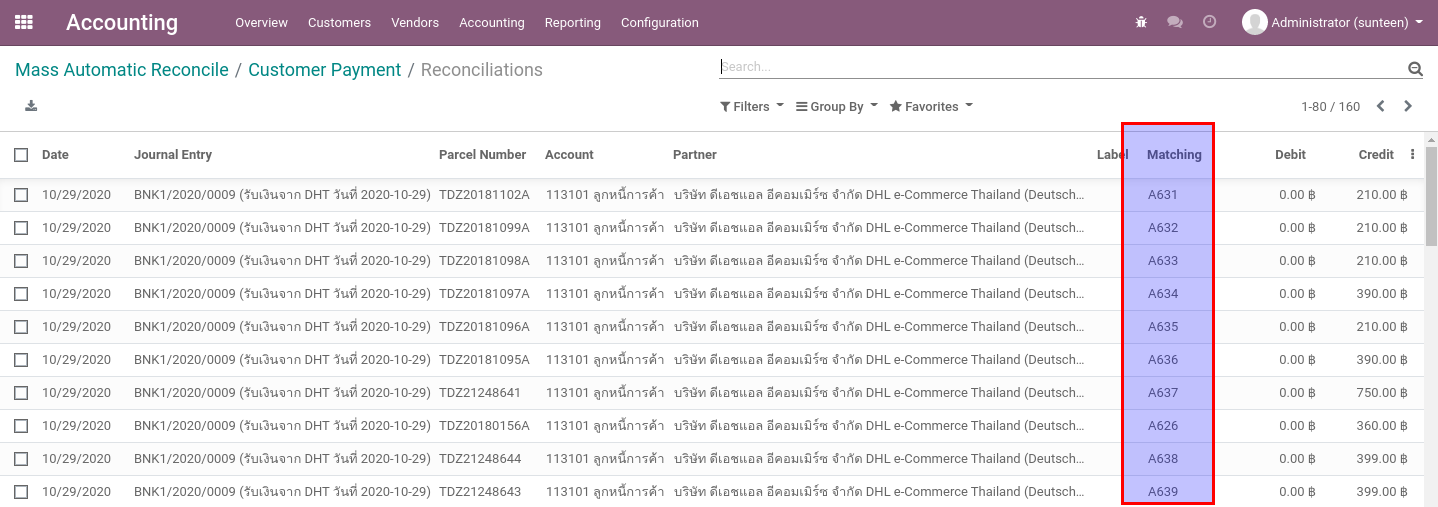 Accounting Overview Customers Vendors Accounting Reporting Configuration Administrator (sunteen)
Mass Automatic Reconcile / Customer Payment / Reconciliations Search...
Filters Group By Favorites 1-80 / 160
Date Journal Entry Parcel Number Account Partner Label Matching Debit Credit
10/29/2020 BNK1/2020/0009 (รับเงินจาก DHT วันที่ 2020-10-29) TDZ20181102A 113101 ลูกหนี้การค้า บริษัท ดีเอชแอล อีคอมเมิร์ซ จำกัด DHL e-Commerce Thailand (Deutsch... A631 0.00 ฿ 210.00 ฿
10/29/2020 BNK1/2020/0009 (รับเงินจาก DHT วันที่ 2020-10-29) TDZ20181099A 113101 ลูกหนี้การค้า บริษัท ดีเอชแอล อีคอมเมิร์ซ จำกัด DHL e-Commerce Thailand (Deutsch... A632 0.00 ฿ 210.00 ฿
10/29/2020 BNK1/2020/0009 (รับเงินจาก DHT วันที่ 2020-10-29) TDZ20181098A 113101 ลูกหนี้การค้า บริษัท ดีเอชแอล อีคอมเมิร์ซ จำกัด DHL e-Commerce Thailand (Deutsch... A633 0.00 ฿ 210.00 ฿
10/29/2020 BNK1/2020/0009 (รับเงินจาก DHT วันที่ 2020-10-29) TDZ20181097A 113101 ลูกหนี้การค้า บริษัท ดีเอชแอล อีคอมเมิร์ซ จำกัด DHL e-Commerce Thailand (Deutsch... A634 0.00 ฿ 390.00 ฿
10/29/2020 BNK1/2020/0009 (รับเงินจาก DHT วันที่ 2020-10-29) TDZ20181096A 113101 ลูกหนี้การค้า บริษัท ดีเอชแอล อีคอมเมิร์ซ จำกัด DHL e-Commerce Thailand (Deutsch... A635 0.00 ฿ 210.00 ฿
10/29/2020 BNK1/2020/0009 (รับเงินจาก DHT วันที่ 2020-10-29) TDZ20181095A 113101 ลูกหนี้การค้า บริษัท ดีเอชแอล อีคอมเมิร์ซ จำกัด DHL e-Commerce Thailand (Deutsch... A636 0.00 ฿ 390.00 ฿
10/29/2020 BNK1/2020/0009 (รับเงินจาก DHT วันที่ 2020-10-29) TDZ21248641 113101 ลูกหนี้การค้า บริษัท ดีเอชแอล อีคอมเมิร์ซ จำกัด DHL e-Commerce Thailand (Deutsch... A637 0.00 ฿ 750.00 ฿
10/29/2020 BNK1/2020/0009 (รับเงินจาก DHT วันที่ 2020-10-29) TDZ20180156A 113101 ลูกหนี้การค้า บริษัท ดีเอชแอล อีคอมเมิร์ซ จำกัด DHL e-Commerce Thailand (Deutsch... A626 0.00 ฿ 360.00 ฿
10/29/2020 BNK1/2020/0009 (รับเงินจาก DHT วันที่ 2020-10-29) TDZ21248644 113101 ลูกหนี้การค้า บริษัท ดีเอชแอล อีคอมเมิร์ซ จำกัด DHL e-Commerce Thailand (Deutsch... A638 0.00 ฿ 399.00 ฿
10/29/2020 BNK1/2020/0009 (รับเงินจาก DHT วันที่ 2020-10-29) TDZ21248643 113101 ลูกหนี้การค้า บริษัท ดีเอชแอล อีคอมเมิร์ซ จำกัด DHL e-Commerce Thailand (Deutsch... A639 0.00 ฿ 399.00 ฿